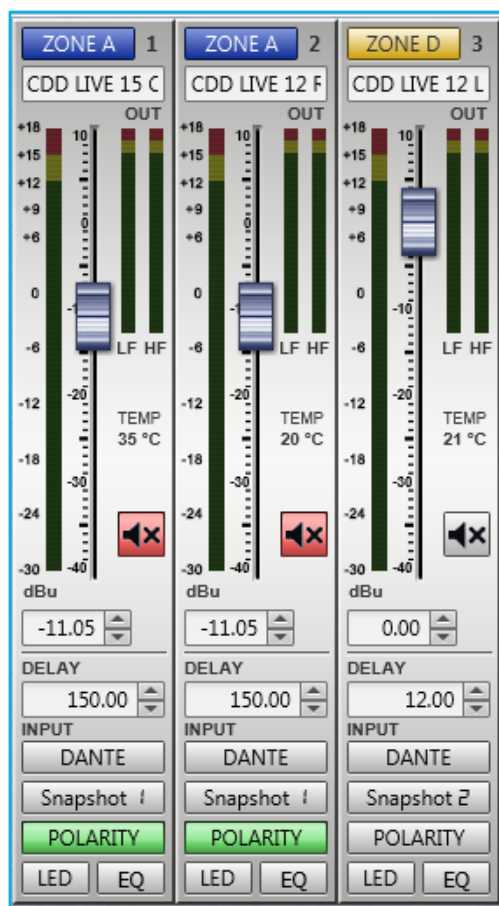 ZONE A 1
CDD LIVE 15 C
OUT
+18
+15
+12
+9
+6
0
-6
-12
-18
-24
-30
10
0
-20
-30
-40
LF HF
TEMP
35 °C
dBu
-11.05
DELAY
150.00
INPUT
DANTE
Snapshot 1
POLARITY
LED EQ
ZONE A 2
CDD LIVE 12 F
OUT
+18
+15
+12
+9
+6
0
-6
-12
-18
-24
-30
10
0
-20
-30
-40
LF HF
TEMP
20 °C
dBu
-11.05
DELAY
150.00
INPUT
DANTE
Snapshot 1
POLARITY
LED EQ
ZONE D 3
CDD LIVE 12 L
OUT
+18
+15
+12
+9
+6
0
-6
-12
-18
-24
-30
10
-10
-20
-30
-40
LF HF
TEMP
21 °C
dBu
0.00
DELAY
12.00
INPUT
DANTE
Snapshot 2
POLARITY
LED EQ